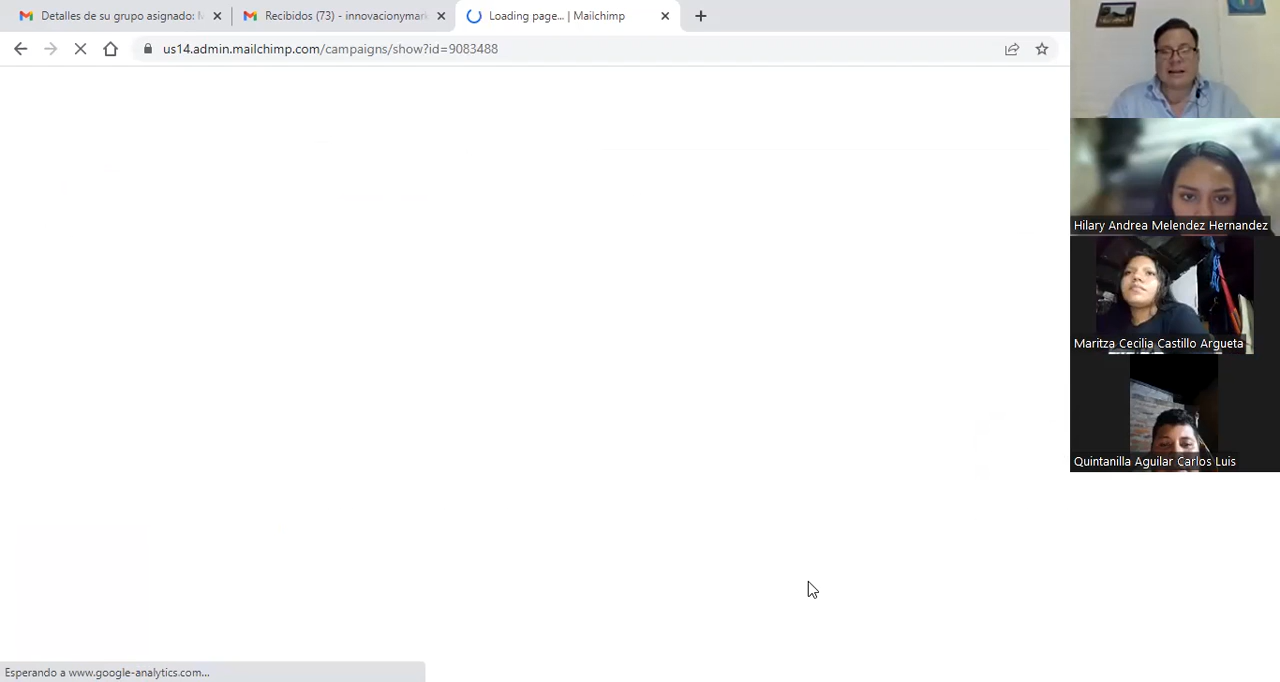 Detalles de su grupo asignado:
Recibidos (73) - innovacionymark
Loading page... | Mailchimp
us14.admin.mailchimp.com/campaigns/show?id=9083488
Hilary Andrea Melendez Hernandez
Maritza Cecilia Castillo Argueta
Quintanilla Aguilar Carlos Luis
Esperando a www.google-analytics.com...